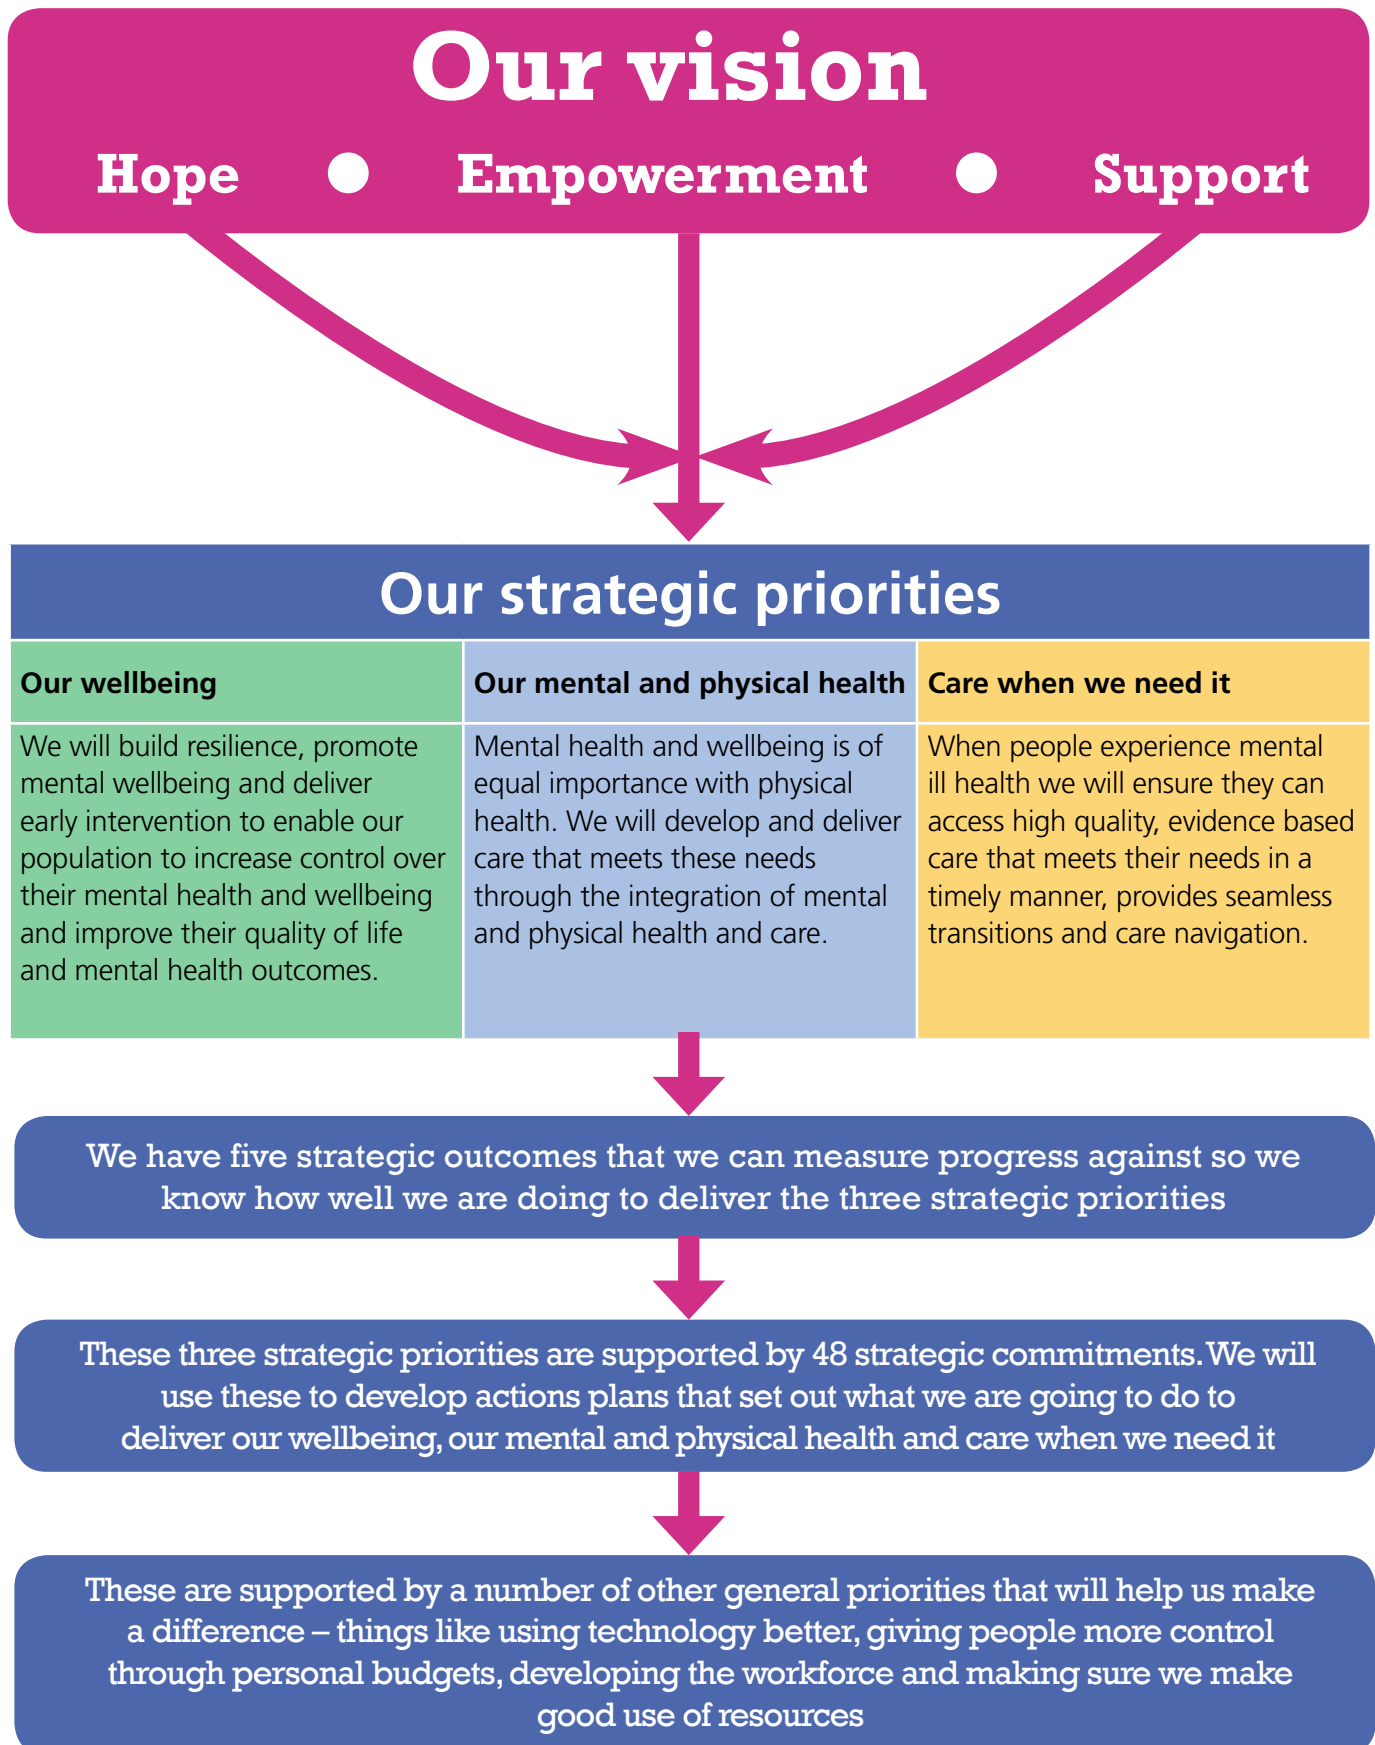 Our vision
Hope ● Empowerment ● Support
Our strategic priorities
Our wellbeing
We will build resilience, promote
mental wellbeing and deliver
early intervention to enable our
population to increase control over
their mental health and wellbeing
and improve their quality of life
and mental health outcomes.
Our mental and physical health
Mental health and wellbeing is of
equal importance with physical
health. We will develop and deliver
care that meets these needs
through the integration of mental
and physical health and care.
Care when we need it
When people experience mental
ill health we will ensure they can
access high quality, evidence based
care that meets their needs in a
timely manner, provides seamless
transitions and care navigation.
We have five strategic outcomes that we can measure progress against so we
know how well we are doing to deliver the three strategic priorities
These three strategic priorities are supported by 48 strategic commitments. We will
use these to develop actions plans that set out what we are going to do to
deliver our wellbeing, our mental and physical health and care when we need it
These are supported by a number of other general priorities that will help us make
a difference – things like using technology better, giving people more control
through personal budgets, developing the workforce and making sure we make
good use of resources